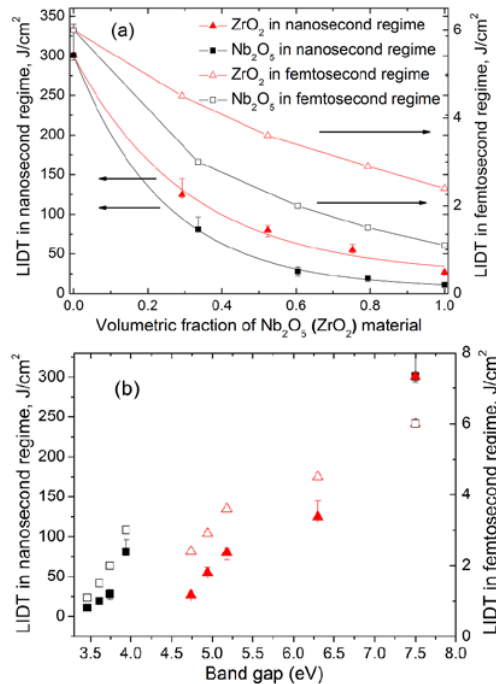 (a)
ZrO2 in nanosecond regime
Nb2O5 in nanosecond regime
ZrO2 in femtosecond regime
Nb2O5 in femtosecond regime
LIDT in nanosecond regime, J/cm2
350
300
250
200
150
100
50
0
6
4
2
0
LIDT in femtosecond regime, J/cm2
0.0 0.2 0.4 0.6 0.8 1.0
Volumetric fraction of Nb2O5 (ZrO2) material
(b)
LIDT in nanosecond regime, J/cm2
300
250
200
150
100
50
0
8
6
4
2
0
LIDT in femtosecond regime, J/cm2
3.5 4.0 4.5 5.0 5.5 6.0 6.5 7.0 7.5 8.0
Band gap (eV)